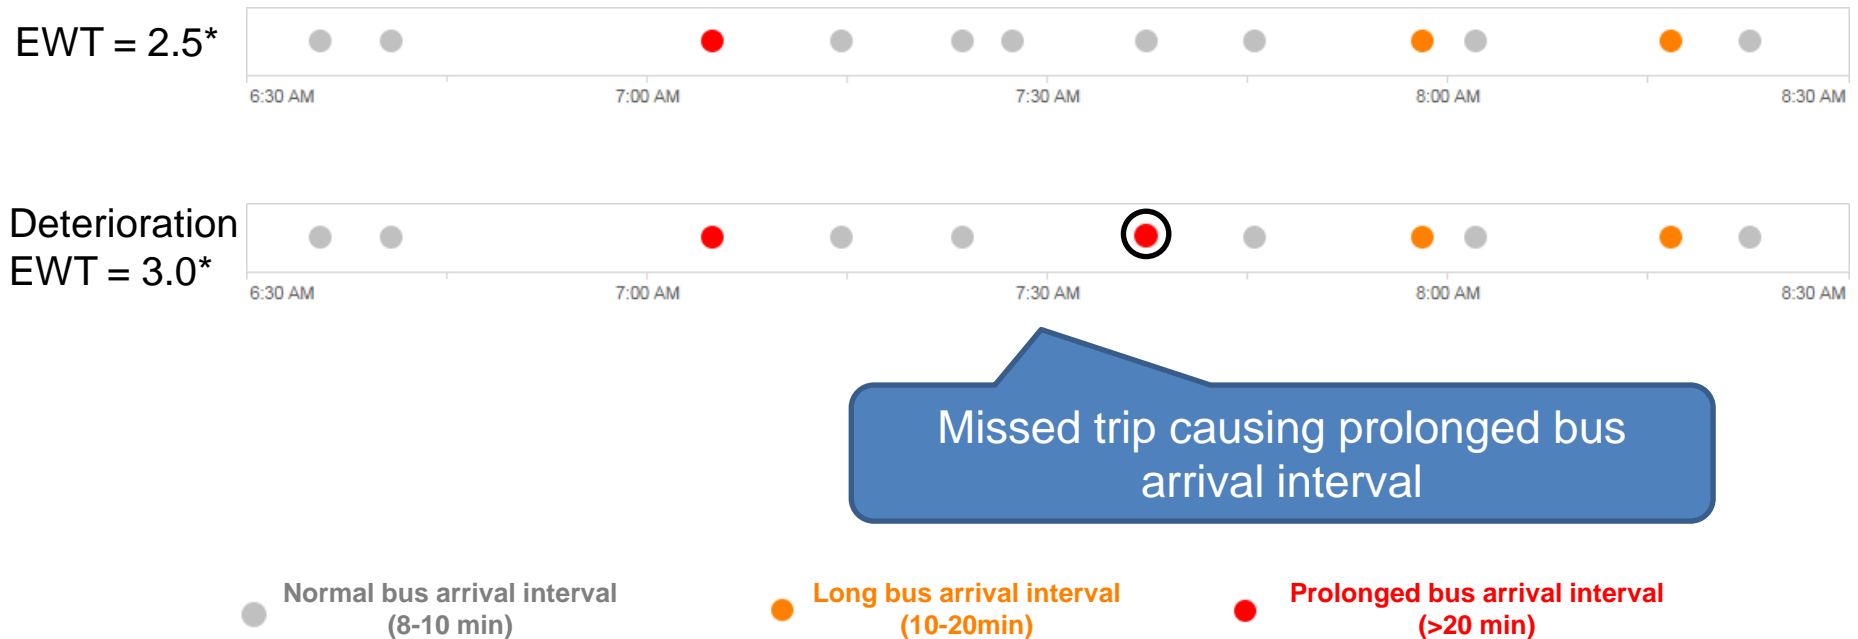 EWT = 2.5*
6:30 AM 7:00 AM 7:30 AM 8:00 AM 8:30 AM
Deterioration
EWT = 3.0*
6:30 AM 7:00 AM 7:30 AM 8:00 AM 8:30 AM
Missed trip causing prolonged bus
arrival interval
Normal bus arrival interval
(8-10 min)
Long bus arrival interval
(10-20min)
Prolonged bus arrival interval
(>20 min)